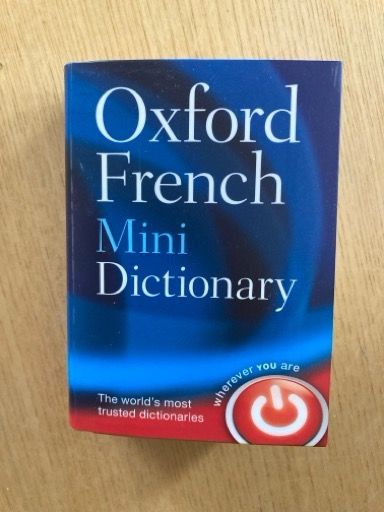 Oxford
French
Mini
Dictionary
wherever YOU are
The world's most
trusted dictionaries